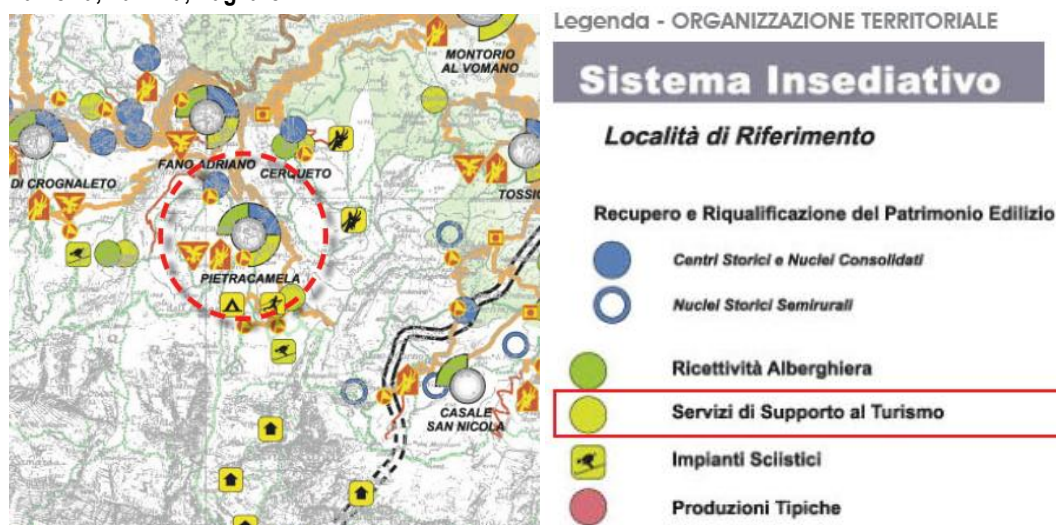 Legenda - ORGANIZZAZIONE TERRITORIALE
MONTORIO
AL VOMANO
FANO ADRIANO
CERQUETO
DI CROGNALETO
TOSSIC
PIETRACAMELA
CASALE
SAN NICOLA
Sistema Insediativo
Località di Riferimento
Recupero e Riqualificazione del Patrimonio Edilizio
Centri Storici e Nuclei Consolidati
Nuclei Storici Semirurali
Ricettività Alberghiera
Servizi di Supporto al Turismo
Impianti Sciistici
Produzioni Tipiche